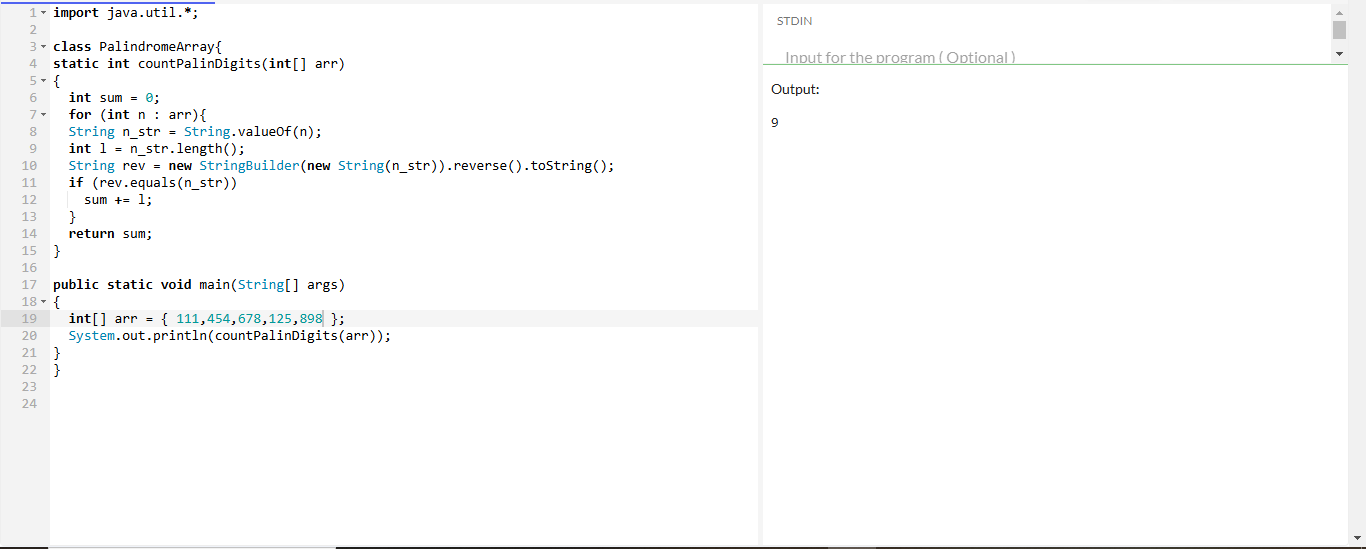 1 import java.util.*;
2
3 class PalindromeArray{
4 static int countPalinDigits(int[] arr)
5 {
6   int sum = 0;
7   for (int n : arr){
8   String n_str = String.valueOf(n);
9   int l = n_str.length();
10   String rev = new StringBuilder(new String(n_str)).reverse().toString();
11   if (rev.equals(n_str))
12     sum += l;
13   }
14   return sum;
15 }
16
17 public static void main(String[] args)
18 {
19   int[] arr = { 111,454,678,125,898 };
20   System.out.println(countPalinDigits(arr));
21 }
22 }
23
24
STDIN
Input for the program ( Optional )
Output:
9